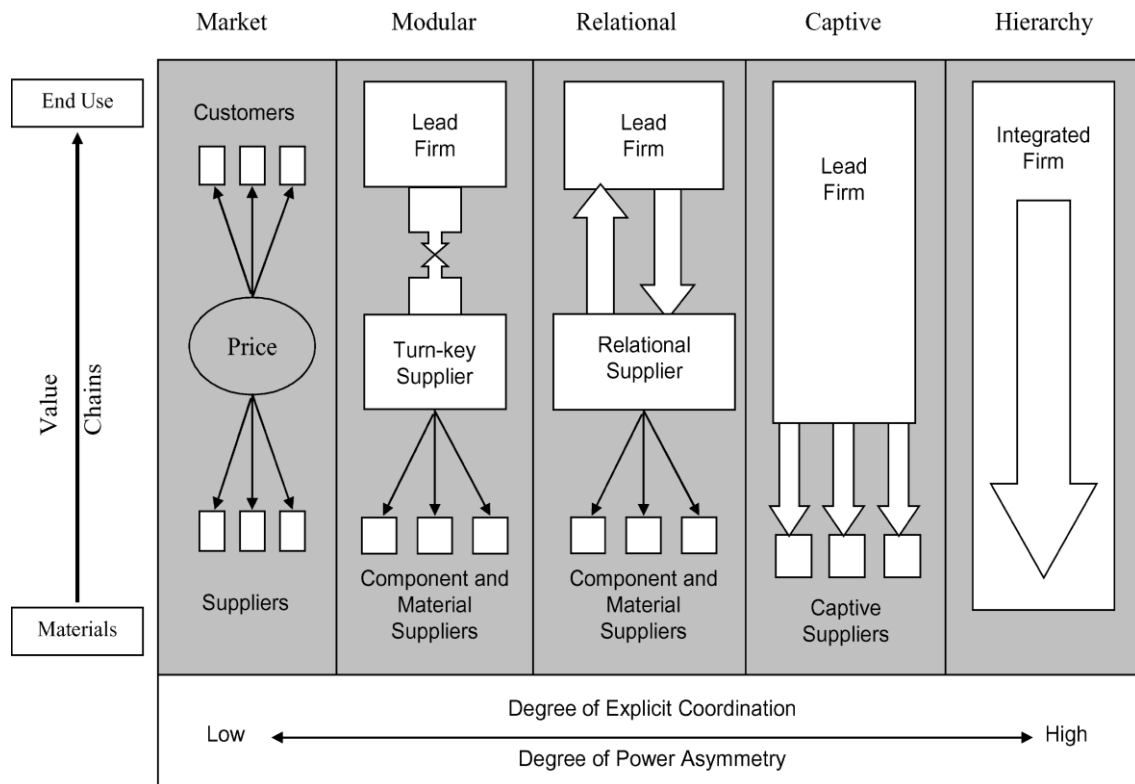 Market
Modular
Relational
Captive
Hierarchy
End Use
Value
Chains
Materials
Customers
Price
Suppliers
Lead
Firm
Turn-key
Supplier
Component and
Material
Suppliers
Lead
Firm
Relational
Supplier
Component and
Material
Suppliers
Lead
Firm
Captive
Suppliers
Integrated
Firm
Degree of Explicit Coordination
Low
High
Degree of Power Asymmetry